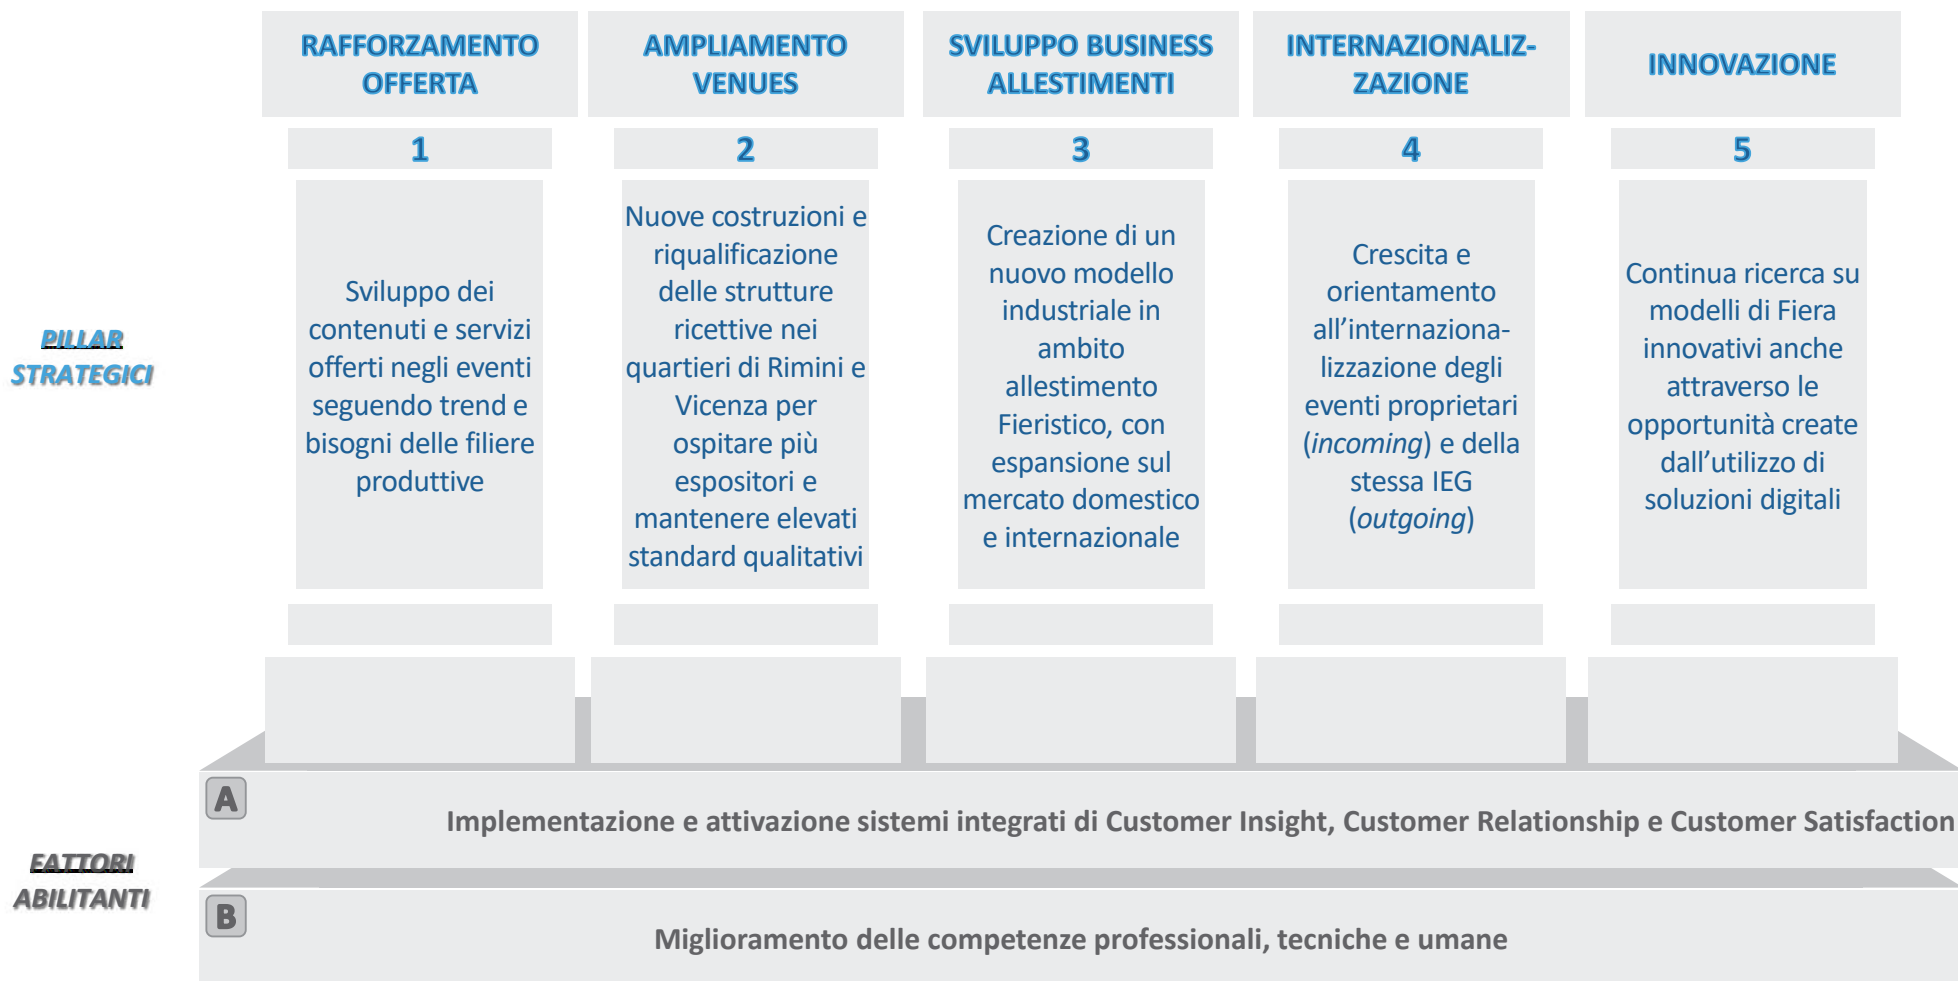 RAFFORZAMENTO
OFFERTA
AMPLIAMENTO
VENUES
SVILUPPO BUSINESS
ALLESTIMENTI
INTERNAZIONALIZ-
ZAZIONE
INNOVAZIONE
1
2
3
4
5
PILLAR
STRATEGICI
Sviluppo dei
contenuti e servizi
offerti negli eventi
seguendo trend e
bisogni delle filiere
produttive
Nuove costruzioni e
riqualificazione
delle strutture
ricettive nei
quartieri di Rimini e
Vicenza per
ospitare più
espositori e
mantenere elevati
standard qualitativi
Creazione di un
nuovo modello
industriale in
ambito
allestimento
Fieristico, con
espansione sul
mercato domestico
e internazionale
Crescita e
orientamento
all’internaziona-
lizzazione degli
eventi proprietari
(incoming) e della
stessa IEG
(outgoing)
Continua ricerca su
modelli di Fiera
innovativi anche
attraverso le
opportunità create
dall’utilizzo di
soluzioni digitali
FATTORI
ABILITANTI
A
Implementazione e attivazione sistemi integrati di Customer Insight, Customer Relationship e Customer Satisfaction
B
Miglioramento delle competenze professionali, tecniche e umane